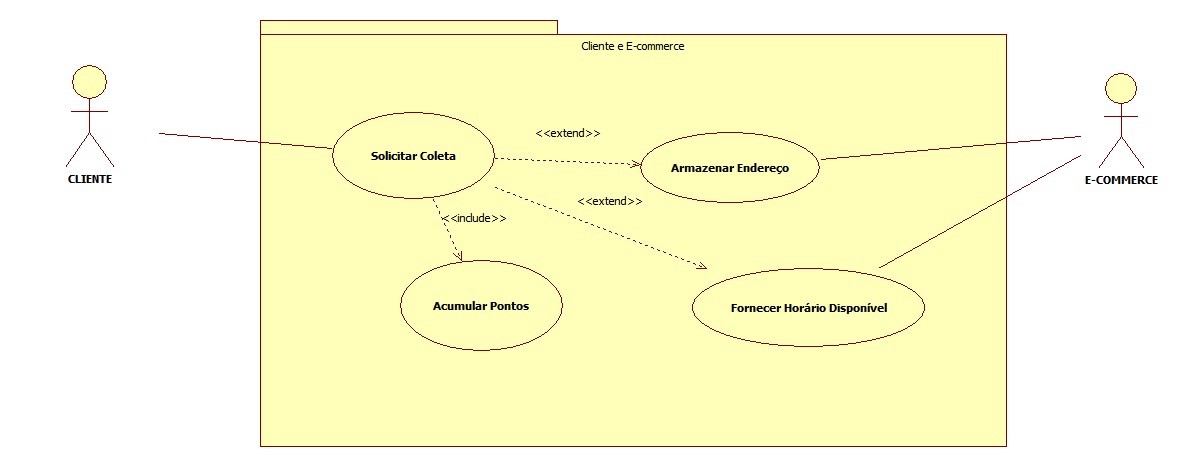 Cliente e E-commerce
CLIENTE
Solicitar Coleta
<<extend>>
Armazenar Endereço
E-COMMERCE
<<extend>>
<<include>>
Acumular Pontos
Fornecer Horário Disponível